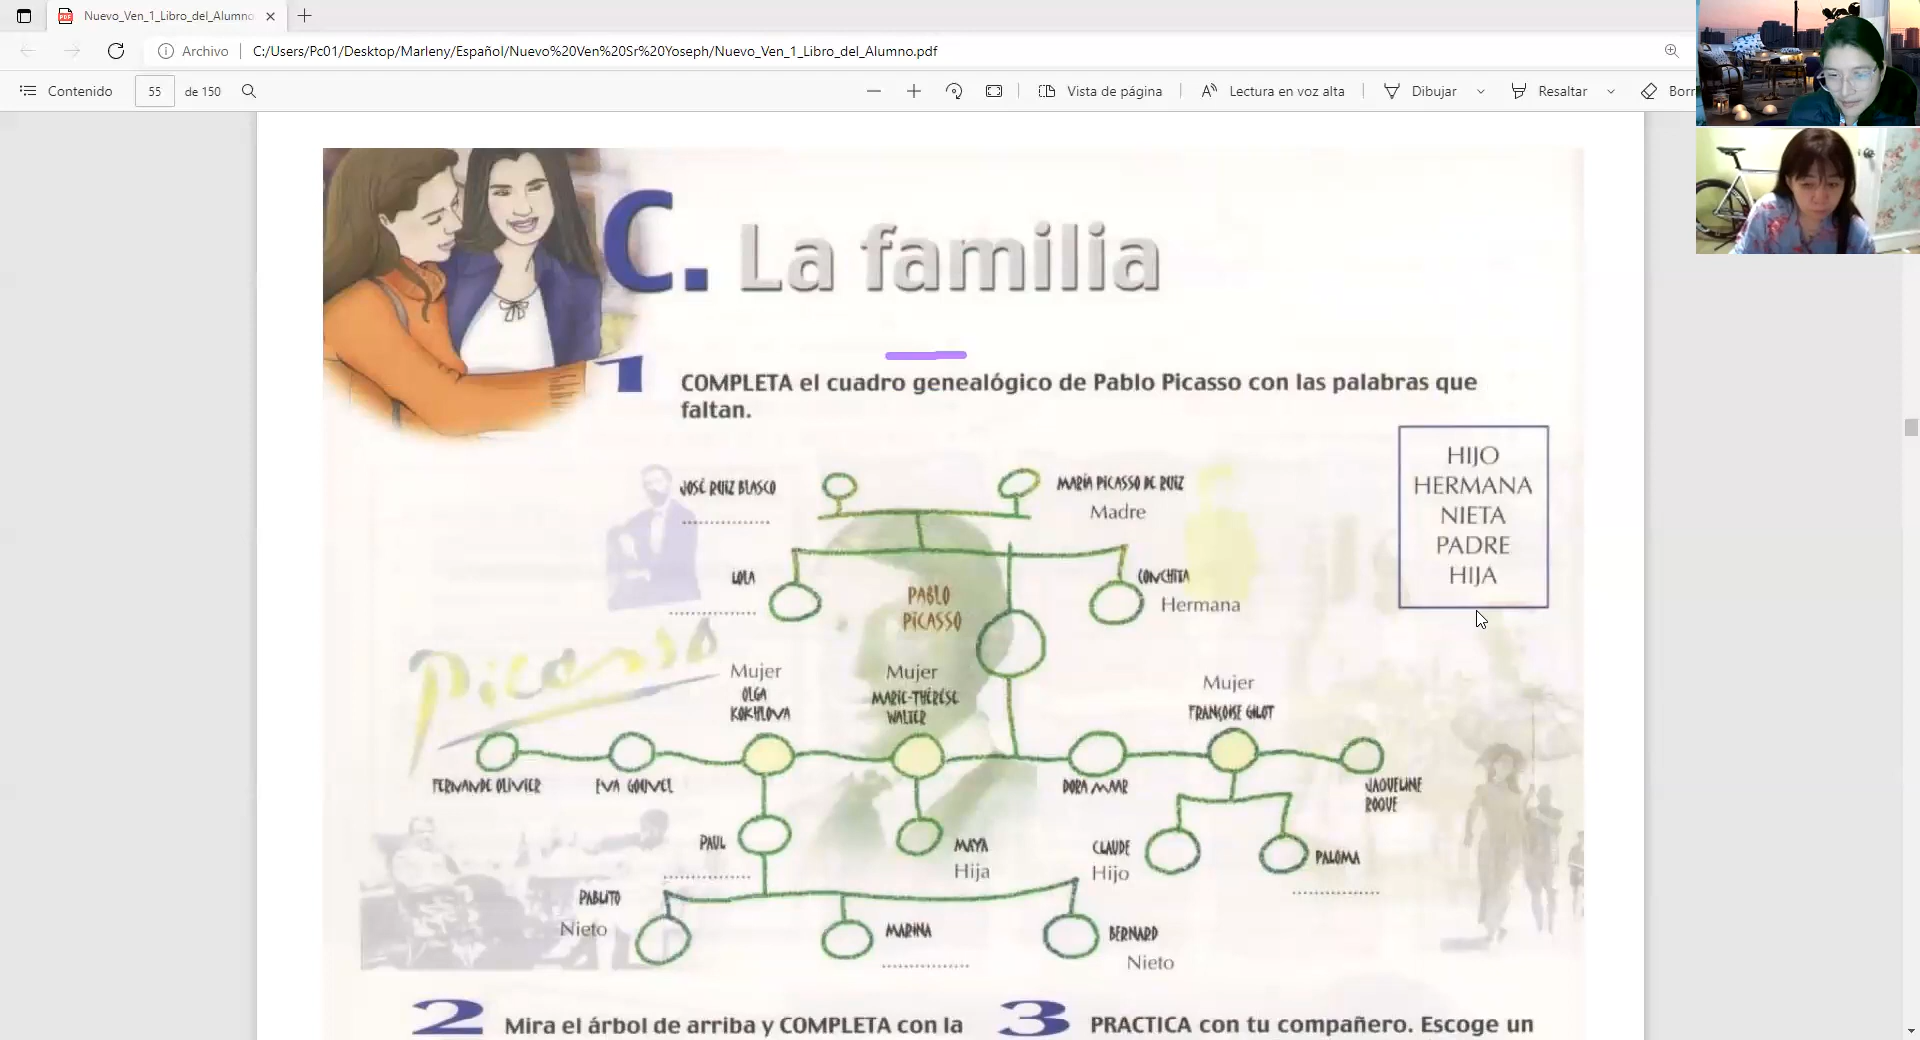 Nuevo_Ven_1_Libro_del_Alumno.
Archivo
C:/Users/Pc01/Desktop/Marleny/Español/Nuevo%20Ven%20Sr%20Yoseph/Nuevo_Ven_1_Libro_del_Alumno.pdf
Contenido 55 de 150 Vista de página Lectura en voz alta Dibujar Resaltar Borr
C. La familia
1 COMPLETA el cuadro genealógico de Pablo Picasso con las palabras que
faltan.
HIJO
HERMANA
NIETA
PADRE
HIJA
JOSÉ RUIZ BLASCO
MARÍA PICASSO DE RUIZ
Madre
LOLA
PABLO
PICASSO
CONCHITA
Hermana
Picasso
Mujer
OLGA
KOKHLOVA
Mujer
MARIE-THÉRÈSE
WALTER
Mujer
FRANÇOISE GILOT
FERNANDE OLIVIER
EVA GOUVEL
DORA MAAR
JAQUELINE
ROQUE
PAUL
MAYA
Hija
CLAUDE
Hijo
PALOMA
PABLITO
Nieto
MARINA
BERNARD
Nieto
2 Mira el árbol de arriba y COMPLETA con la
3 PRACTICA con tu compañero. Escoge un